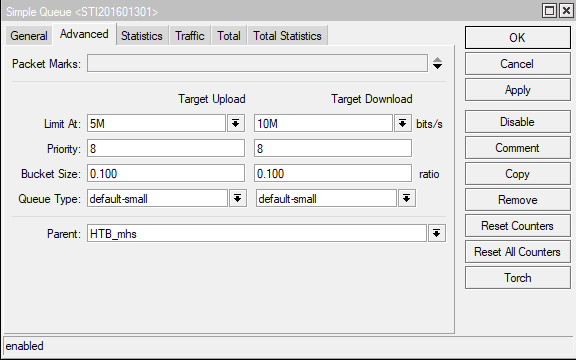 Simple Queue <STI201601301>
General Advanced Statistics Traffic Total Total Statistics
OK
Packet Marks:
Cancel
Apply
Target Upload Target Download
Limit At: 5M 10M bits/s
Disable
Priority: 8 8
Comment
Bucket Size: 0.100 0.100 ratio
Copy
Queue Type: default-small default-small
Remove
Parent: HTB_mhs
Reset Counters
Reset All Counters
Torch
enabled